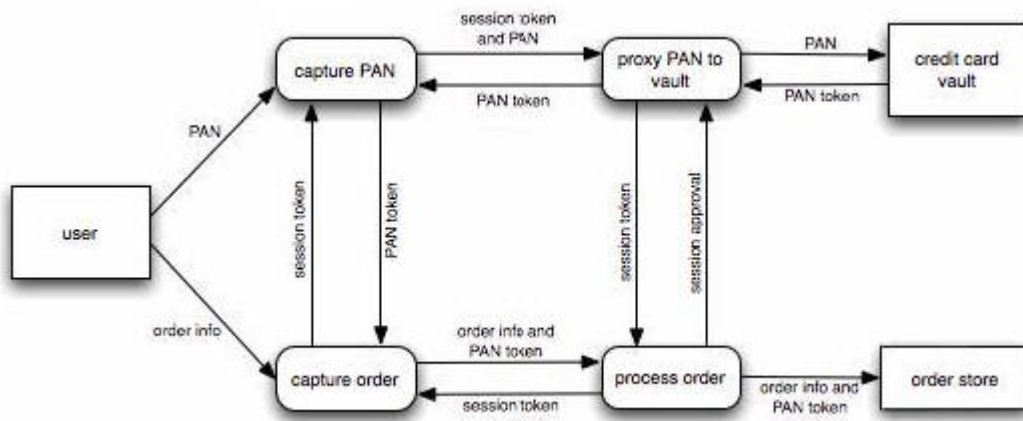 session token
and PAN
capture PAN
PAN token
proxy PAN to
vault
PAN
PAN token
credit card
vault
PAN
user
session token
PAN token
session token
session approval
order info
capture order
order info and
PAN token
session token
process order
order info and
PAN token
order store